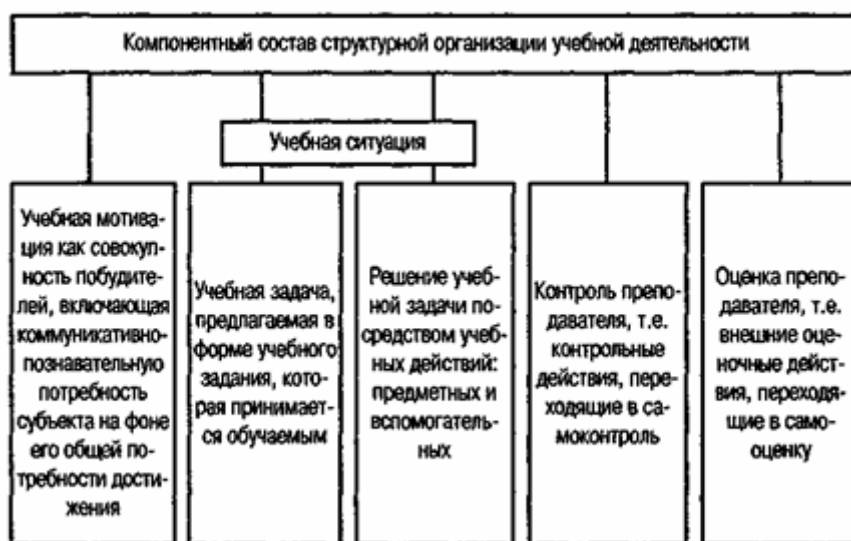 Компонентный состав структурной организации учебной деятельности
Учебная ситуация
Учебная мотива-
ция как совокуп-
ность побудите-
лей, включающая
коммуникативно-
познавательную
потребность
субъекта на фоне
его общей по-
требности дости-
жения
Учебная задача,
предлагаемая в
форме учебного
задания, кото-
рая принимает-
ся обучаемым
Решение учеб-
ной задачи по-
средством учеб-
ных действий:
предметных и
вспомогатель-
ных
Контроль препо-
давателя, т.е.
контрольные
действия, пере-
ходящие в са-
моконтроль
Оценка препо-
давателя, т.е.
внешние оце-
ночные дейст-
вия, переходя-
щие в само-
оценку